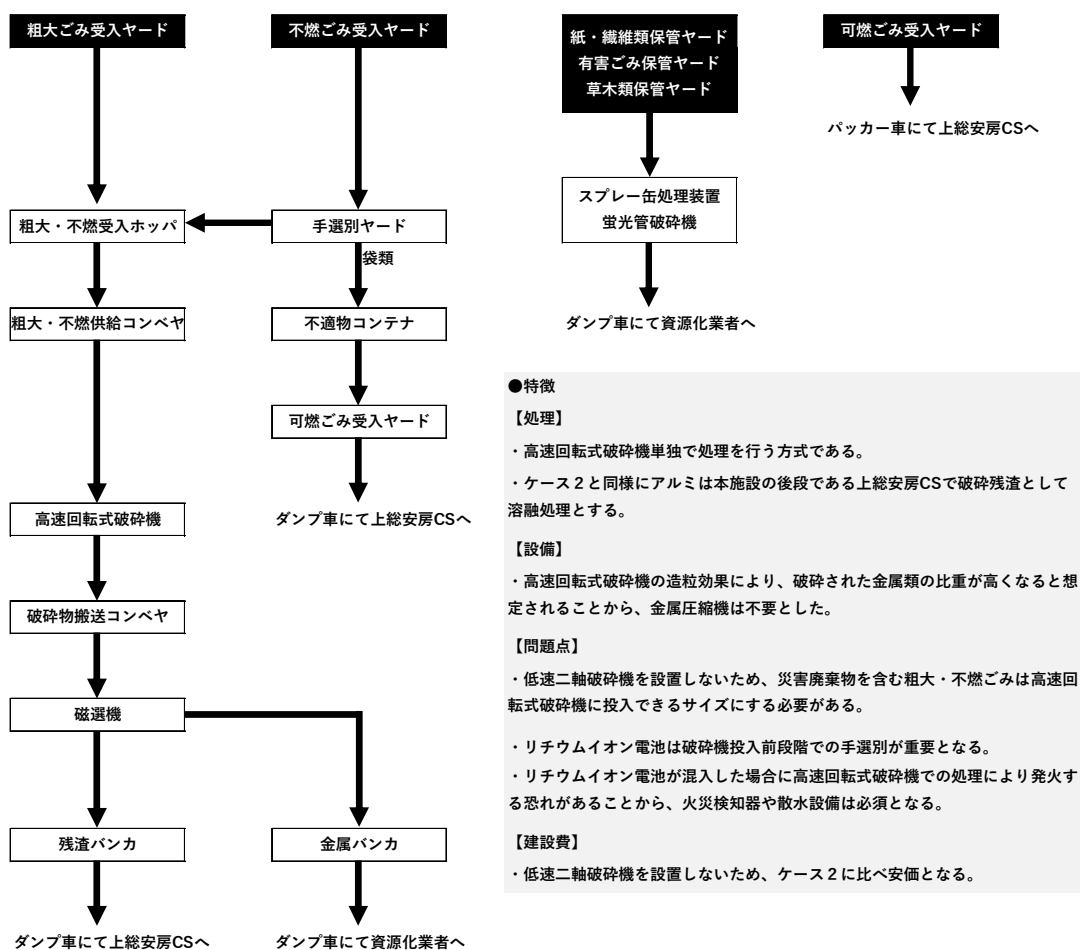 粗大ごみ受入ヤード
不燃ごみ受入ヤード
紙・繊維類保管ヤード
有害ごみ保管ヤード
草木類保管ヤード
可燃ごみ受入ヤード
パッカー車にて上総安房CSへ
スプレー缶処理装置
蛍光管破砕機
粗大・不燃受入ホッパ
手選別ヤード
袋類
粗大・不燃供給コンベヤ
不適物コンテナ
ダンプ車にて資源化業者へ
可燃ごみ受入ヤード
高速回転式破砕機
ダンプ車にて上総安房CSへ
破砕物搬送コンベヤ
磁選機
残渣バンカ
金属バンカ
ダンプ車にて上総安房CSへ
ダンプ車にて資源化業者へ
●特徴
【処理】
・高速回転式破砕機単独で処理を行う方式である。
・ケース２と同様にアルミは本施設の後段である上総安房CSで破砕残渣として
溶融処理とする。
【設備】
・高速回転式破砕機の造粒効果により、破砕された金属類の比重が高くなると想
定されることから、金属圧縮機は不要とした。
【問題点】
・低速二軸破砕機を設置しないため、災害廃棄物を含む粗大・不燃ごみは高速回
転式破砕機に投入できるサイズにする必要がある。
・リチウムイオン電池は破砕機投入前段階での手選別が重要となる。
・リチウムイオン電池が混入した場合に高速回転式破砕機での処理により発火す
る恐れがあることから、火災検知器や散水設備は必須となる。
【建設費】
・低速二軸破砕機を設置しないため、ケース２に比べ安価となる。